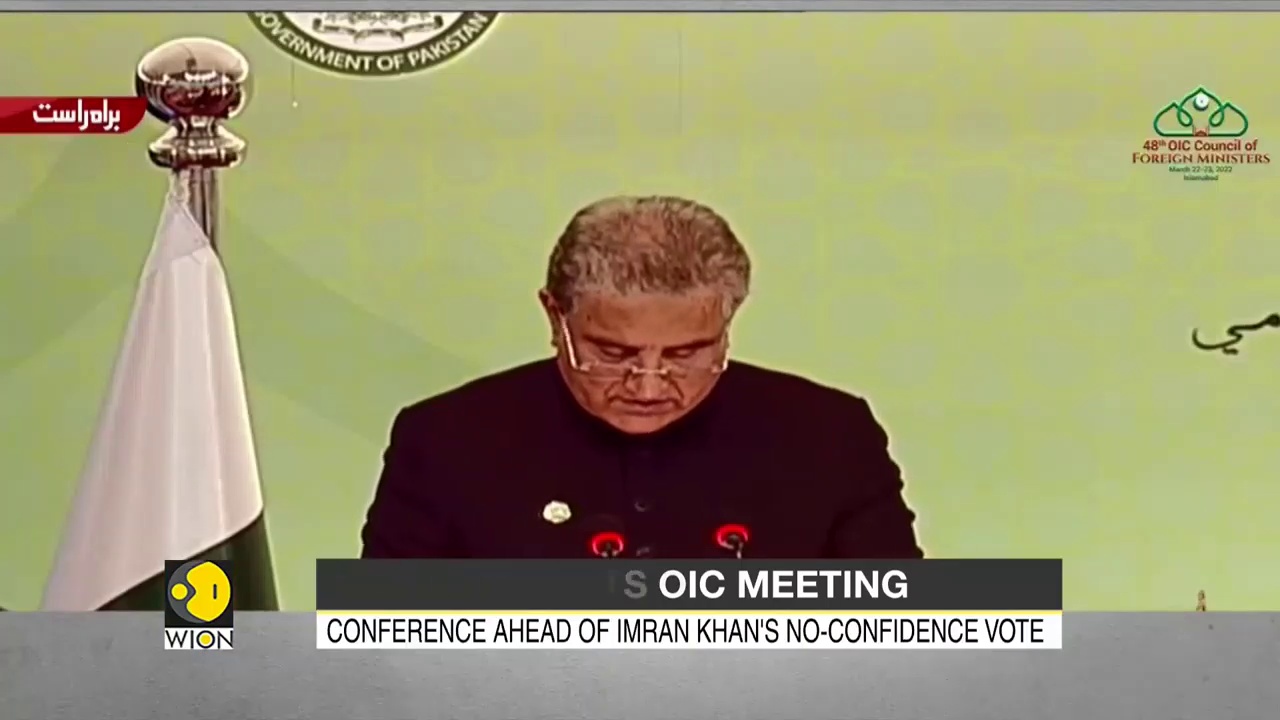 GOVERNMENT OF PAKISTAN
براہ راست
48th OIC Council of
FOREIGN MINISTERS
March 22-23, 2022
Islamabad
مي
S OIC MEETING
CONFERENCE AHEAD OF IMRAN KHAN'S NO-CONFIDENCE VOTE
WION